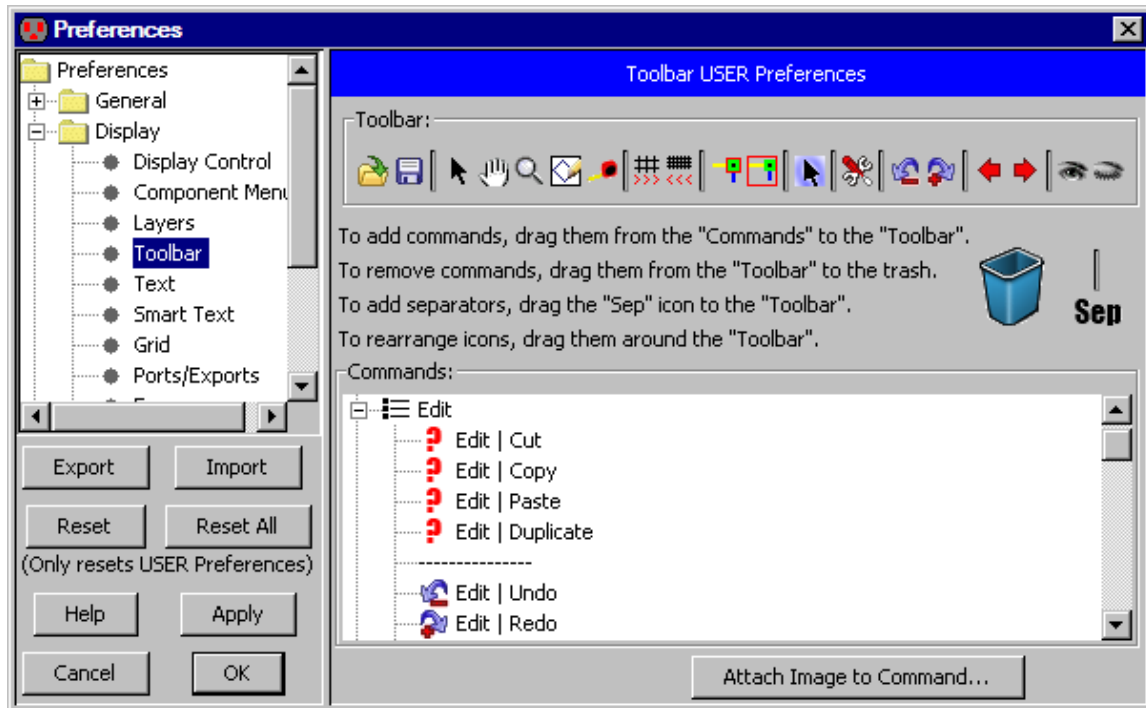 Preferences
Preferences
General
Display
Display Control
Component Menu
Layers
Toolbar
Text
Smart Text
Grid
Ports/Exports
Export
Import
Reset
Reset All
(Only resets USER Preferences)
Help
Apply
Cancel
OK
Toolbar USER Preferences
Toolbar:
To add commands, drag them from the "Commands" to the "Toolbar".
To remove commands, drag them from the "Toolbar" to the trash.
To add separators, drag the "Sep" icon to the "Toolbar".
To rearrange icons, drag them around the "Toolbar".
Sep
Commands:
Edit
Edit | Cut
Edit | Copy
Edit | Paste
Edit | Duplicate
---------------
Edit | Undo
Edit | Redo
Attach Image to Command...